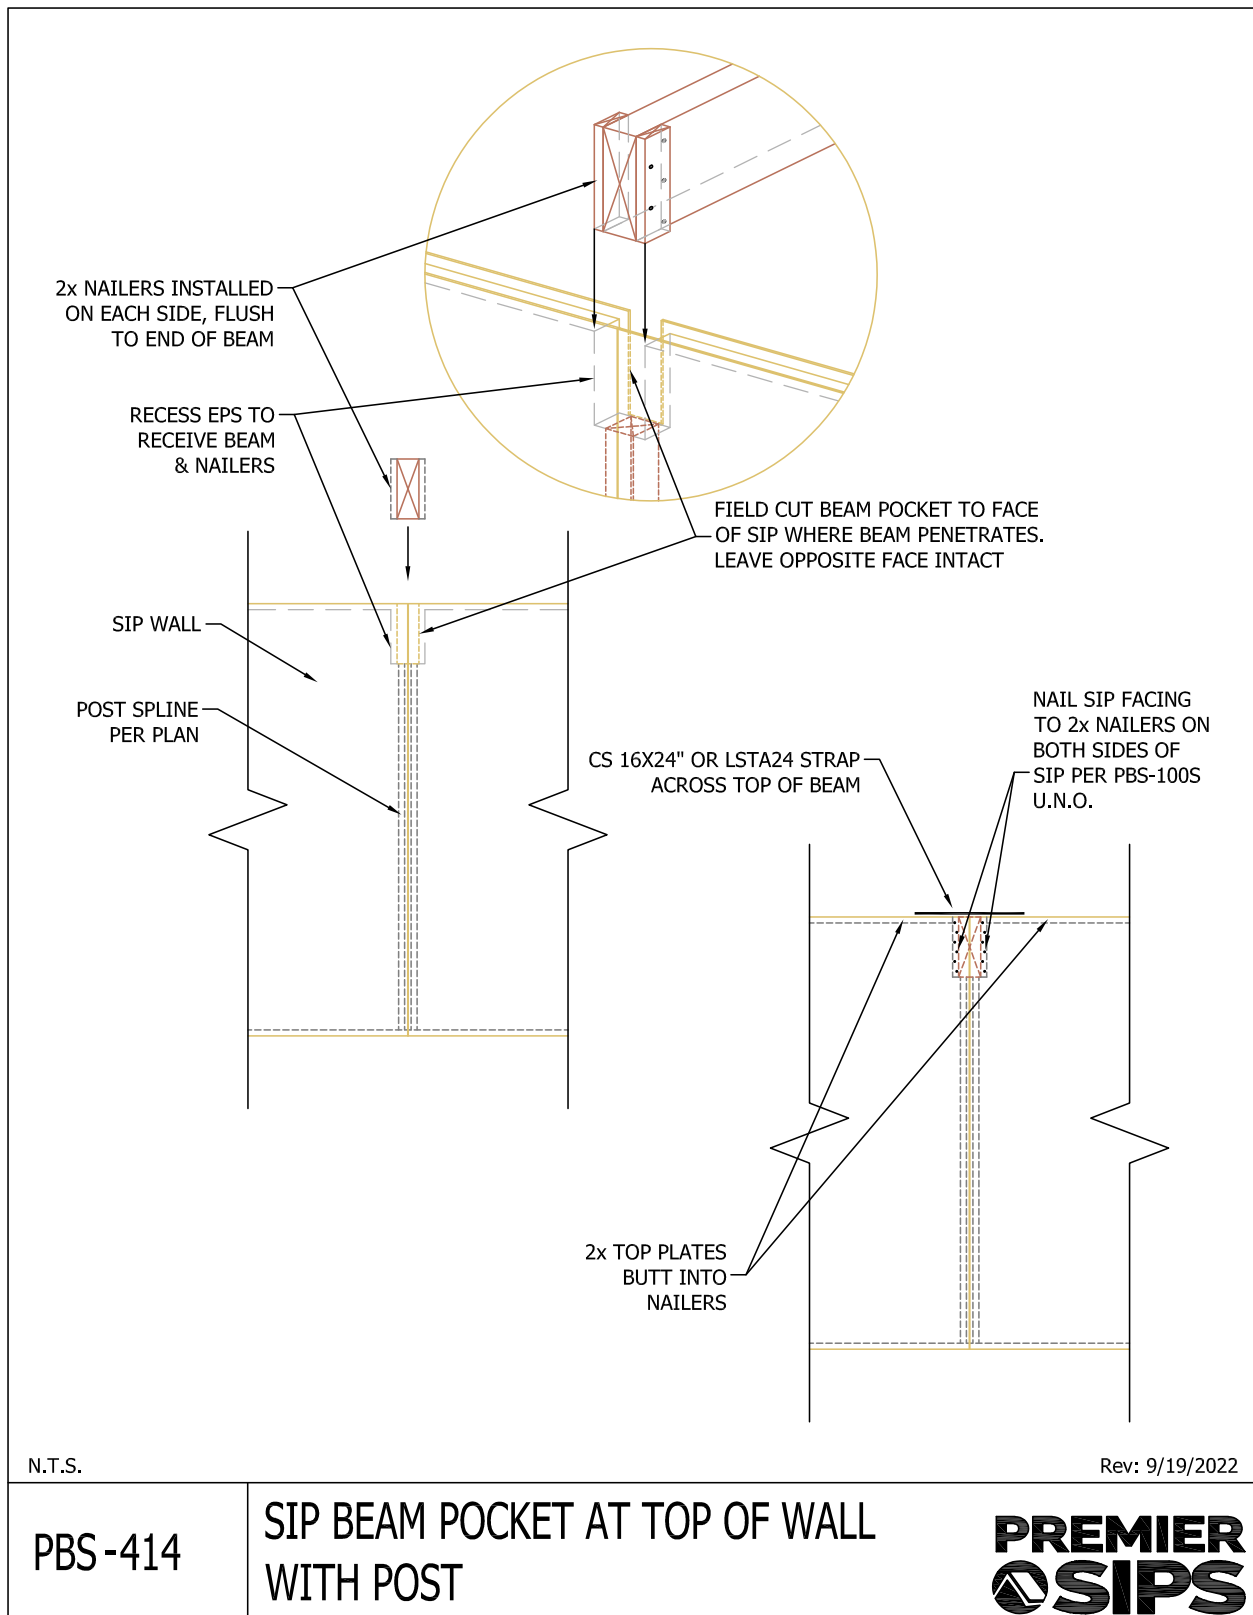 2x NAILERS INSTALLED
ON EACH SIDE, FLUSH
TO END OF BEAM
RECESS EPS TO
RECEIVE BEAM
& NAILERS
FIELD CUT BEAM POCKET TO FACE
OF SIP WHERE BEAM PENETRATES.
LEAVE OPPOSITE FACE INTACT
SIP WALL
POST SPLINE
PER PLAN
NAIL SIP FACING
TO 2x NAILERS ON
BOTH SIDES OF
SIP PER PBS-100S
U.N.O.
CS 16X24" OR LSTA24 STRAP
ACROSS TOP OF BEAM
2x TOP PLATES
BUTT INTO
NAILERS
N.T.S.
Rev: 9/19/2022
PBS-414
SIP BEAM POCKET AT TOP OF WALL
WITH POST
PREMIER
SIPS